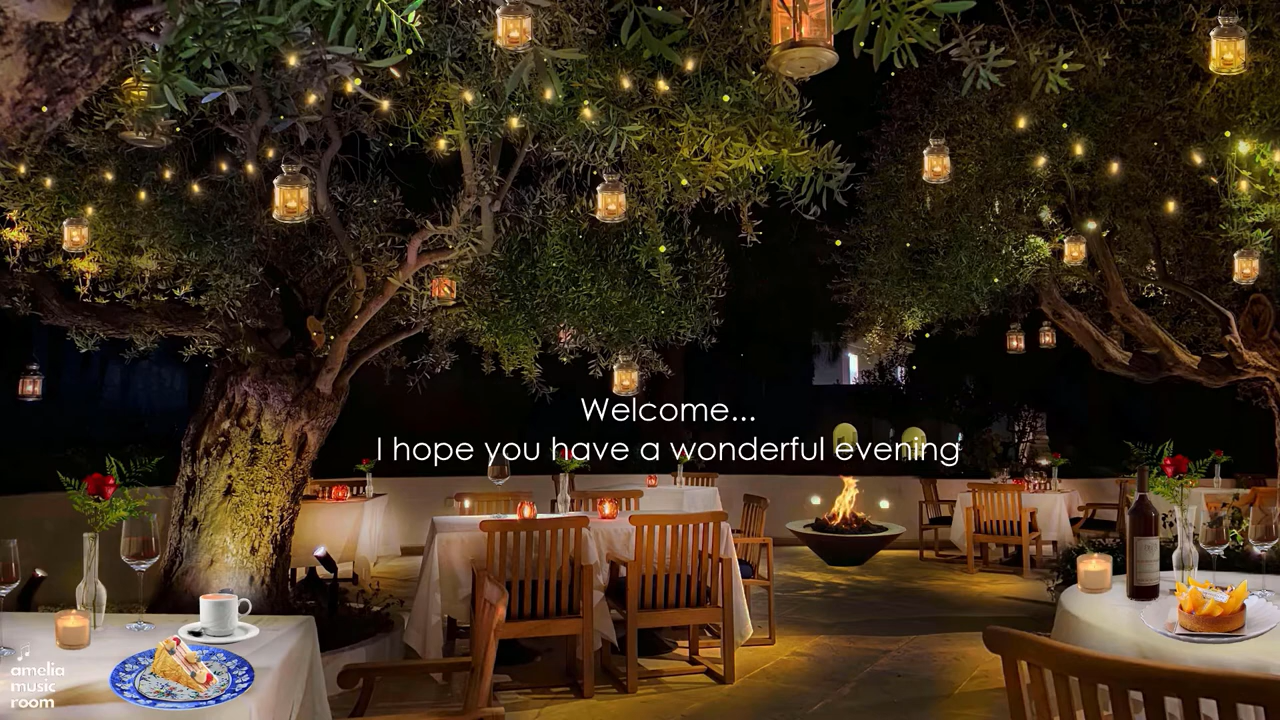 Welcome...
I hope you have a wonderful evening
amelia
music
room